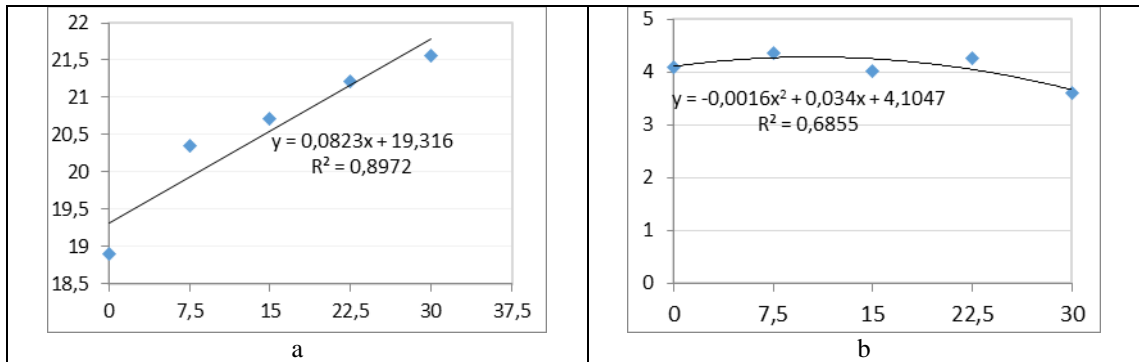 22
21,5
21
20,5
20
19,5
19
18,5
y = 0,0823x + 19,316
R² = 0,8972
0 7,5 15 22,5 30 37,5
a
5
4
3
2
1
0
y = -0,0016x² + 0,034x + 4,1047
R² = 0,6855
0 7,5 15 22,5 30
b